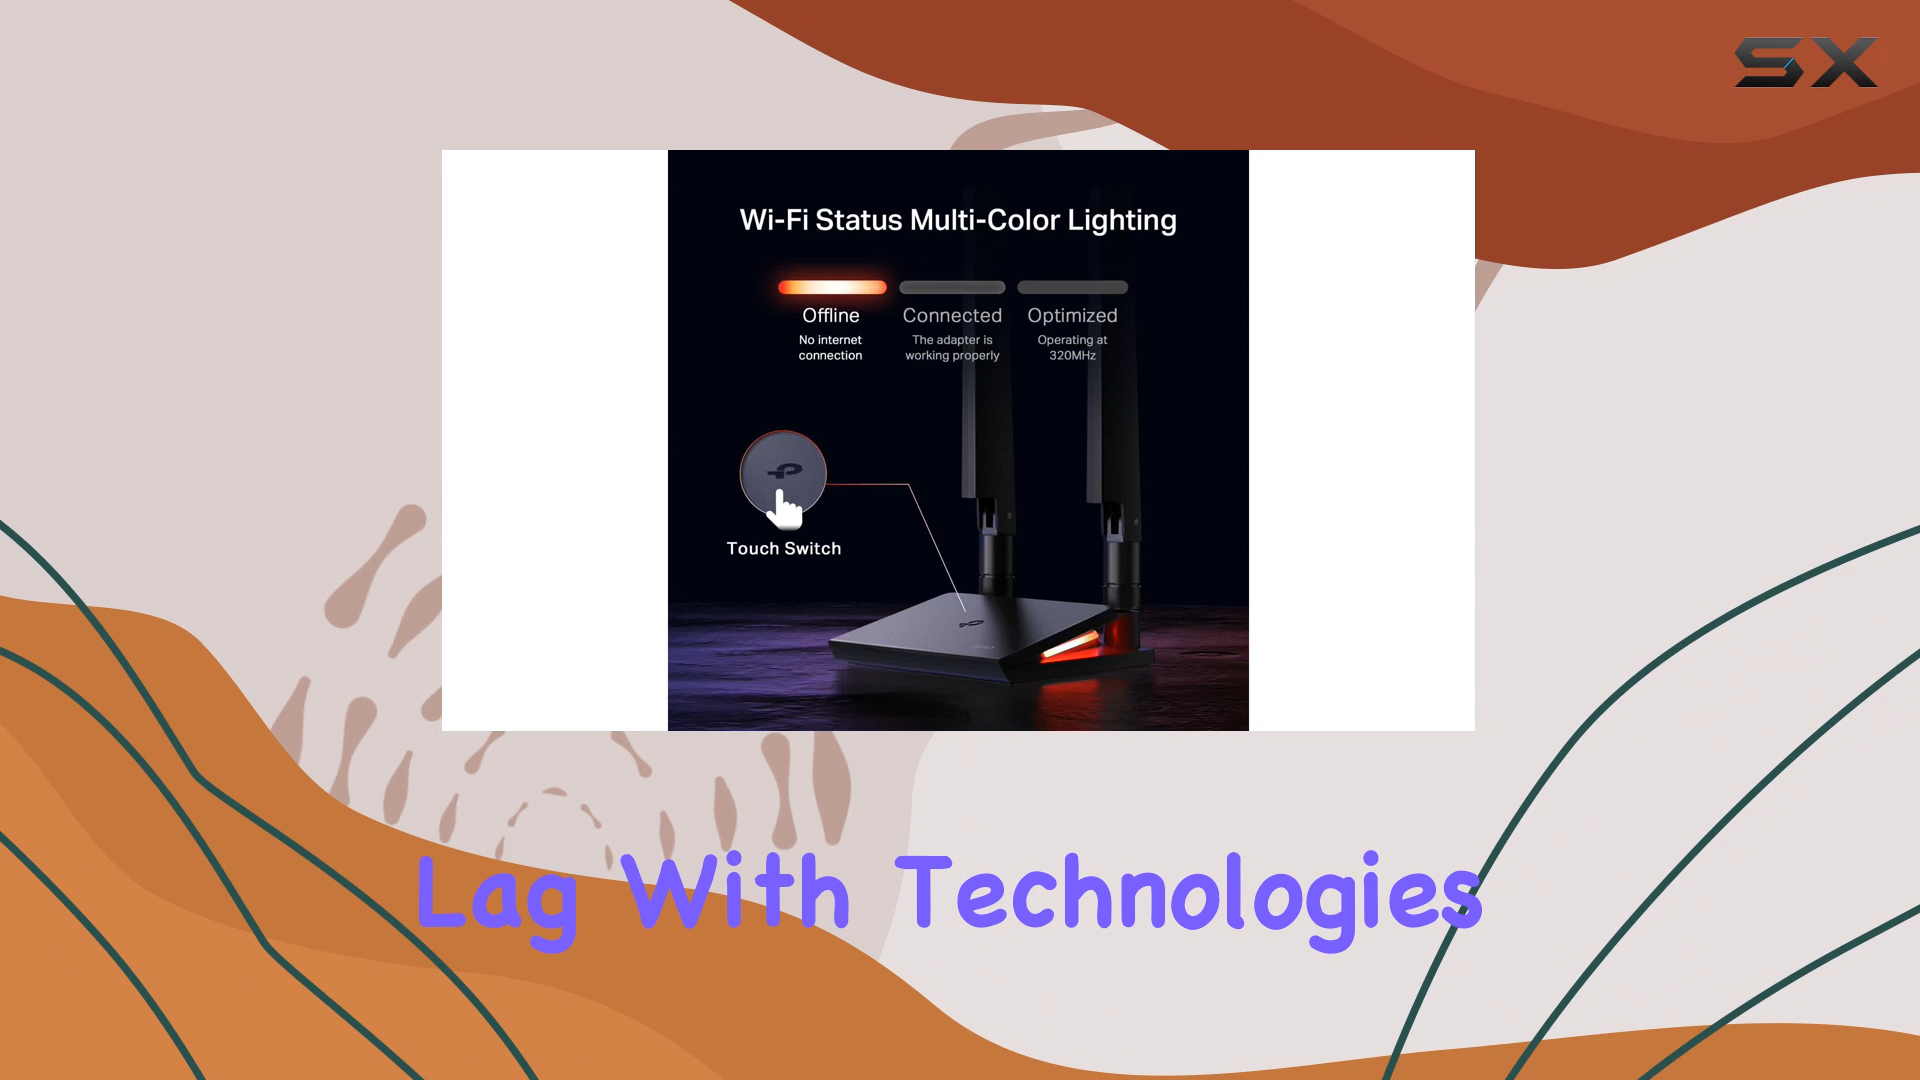 SX
Wi-Fi Status Multi-Color Lighting
Offline
No internet
connection
Connected
The adapter is
working properly
Optimized
Operating at
320MHz
Touch Switch
Lag With Technologies